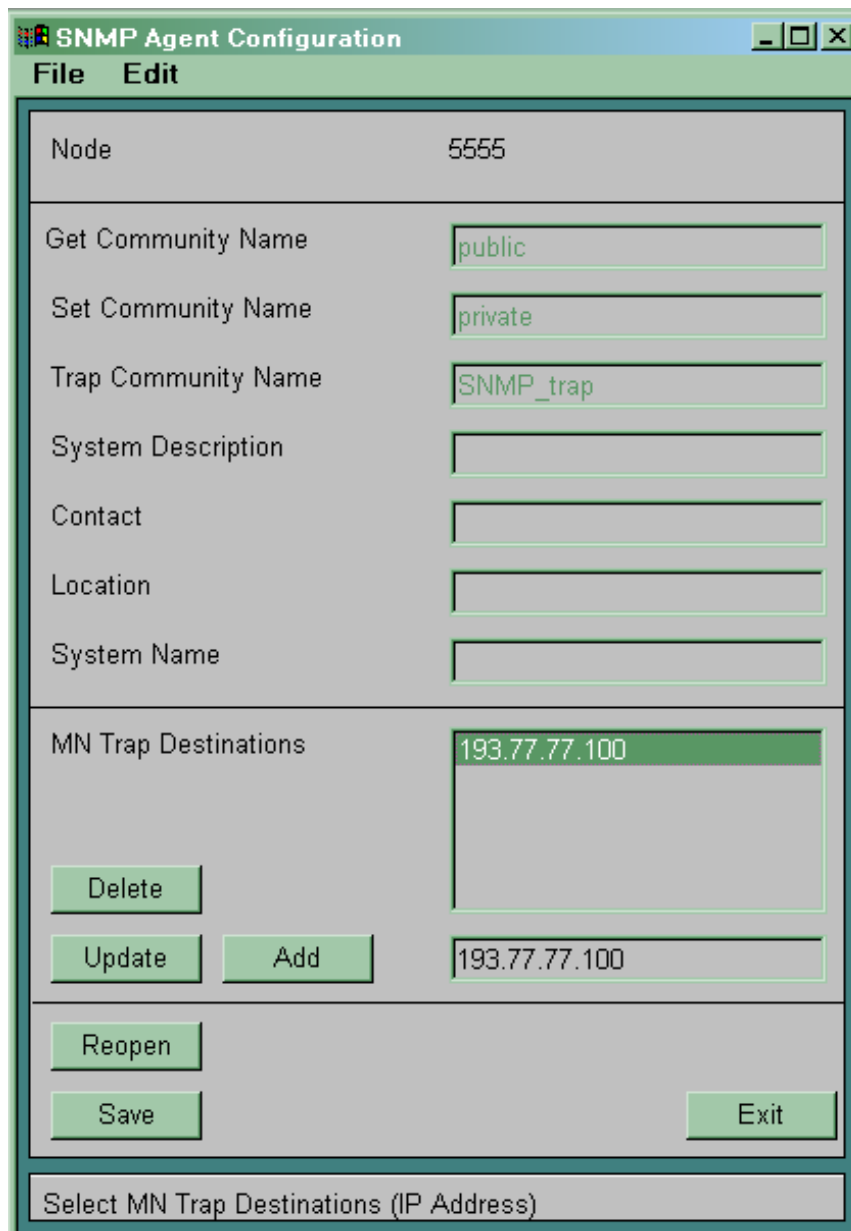 SNMP Agent Configuration
File Edit
Node 5555
Get Community Name public
Set Community Name private
Trap Community Name SNMP_trap
System Description
Contact
Location
System Name
MN Trap Destinations 193.77.77.100
Delete
Update Add 193.77.77.100
Reopen
Save Exit
Select MN Trap Destinations (IP Address)